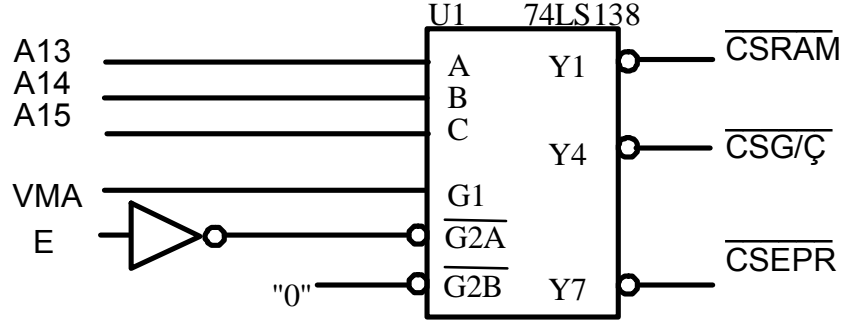 U1 74LS138
A13
A14
A15
VMA
E
"0"
A
B
C
G1
G2A
G2B
Y1
Y4
Y7
CSRAM
CSG/Ç
CSEPR